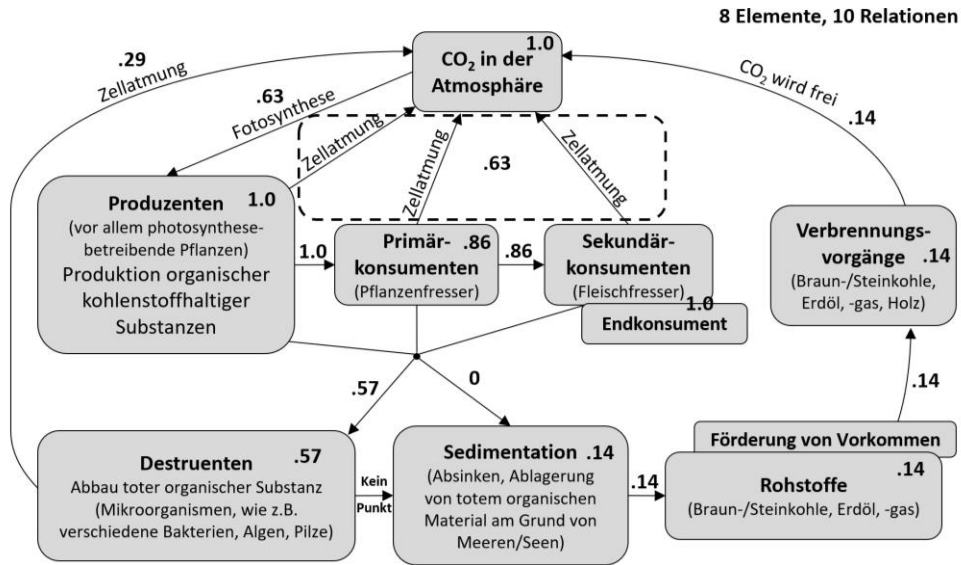 8 Elemente, 10 Relationen
1.0
CO₂ in der
Atmosphäre
.29
Zellatmung
.63
Fotosynthese
Zellatmung
Zellatmung
.63
Zellatmung
CO₂ wird frei
.14
Produzenten
1.0
(vor allem photosynthese-
betreibende Pflanzen)
Produktion organischer
kohlenstoffhaltiger
Substanzen
1.0
Primär-
konsumenten
.86
(Pflanzenfresser)
.86
Sekundär-
konsumenten
(Fleischfresser)
1.0
Endkonsument
Verbrennungs-
vorgänge
.14
(Braun-/Steinkohle,
Erdöl, -gas, Holz)
.57
0
.14
Destruenten
.57
Abbau toter organischer Substanz
(Mikroorganismen, wie z.B.
verschiedene Bakterien, Algen, Pilze)
Kein
Punkt
Sedimentation
.14
(Absinken, Ablagerung
von totem organischen
Material am Grund von
Meeren/Seen)
.14
Förderung von Vorkommen
.14
Rohstoffe
(Braun-/Steinkohle, Erdöl, -gas)